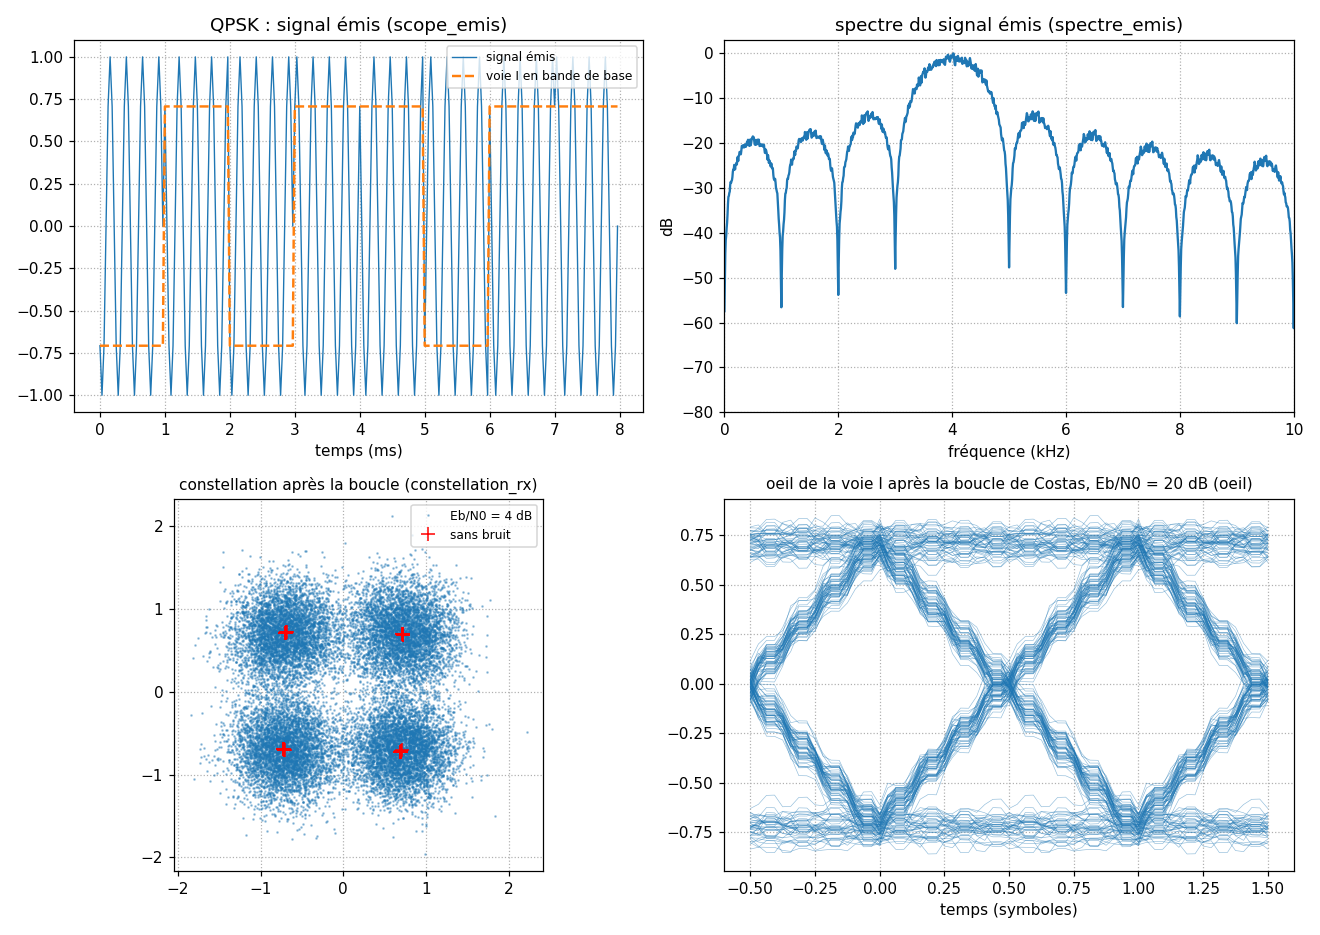 QPSK : signal émis (scope_emis)
signal émis
voie I en bande de base
1.00
0.75
0.50
0.25
0.00
−0.25
−0.50
−0.75
−1.00
0 1 2 3 4 5 6 7 8
temps (ms)
spectre du signal émis (spectre_emis)
dB
0
−10
−20
−30
−40
−50
−60
−70
−80
0 2 4 6 8 10
fréquence (kHz)
constellation après la boucle (constellation_rx)
Eb/N0 = 4 dB
sans bruit
2
1
0
−1
−2
−2 −1 0 1 2
oeil de la voie I après la boucle de Costas, Eb/N0 = 20 dB (oeil)
0.75
0.50
0.25
0.00
−0.25
−0.50
−0.75
−0.50 −0.25 0.00 0.25 0.50 0.75 1.00 1.25 1.50
temps (symboles)